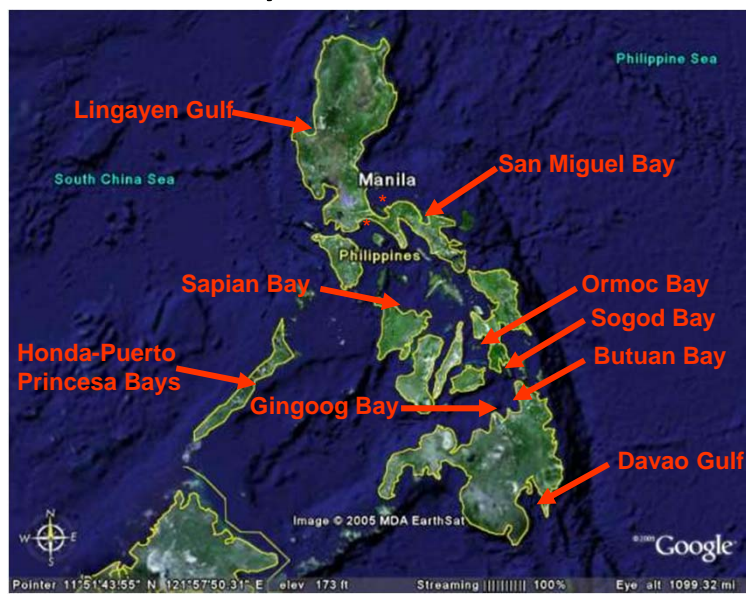 Philippine Sea
Lingayen Gulf
San Miguel Bay
South China Sea
Manila
*
*
Philippines
Sapian Bay
Ormoc Bay
Sogod Bay
Honda-Puerto
Princesa Bays
Butuan Bay
Gingoog Bay
Davao Gulf
N
W E
S
Image © 2005 MDA EarthSat
Google
Pointer 11°51'43.55" N 121°57'50.31" E elev 173 ft Streaming ||||||||| 100% Eye alt 1099.32 mi